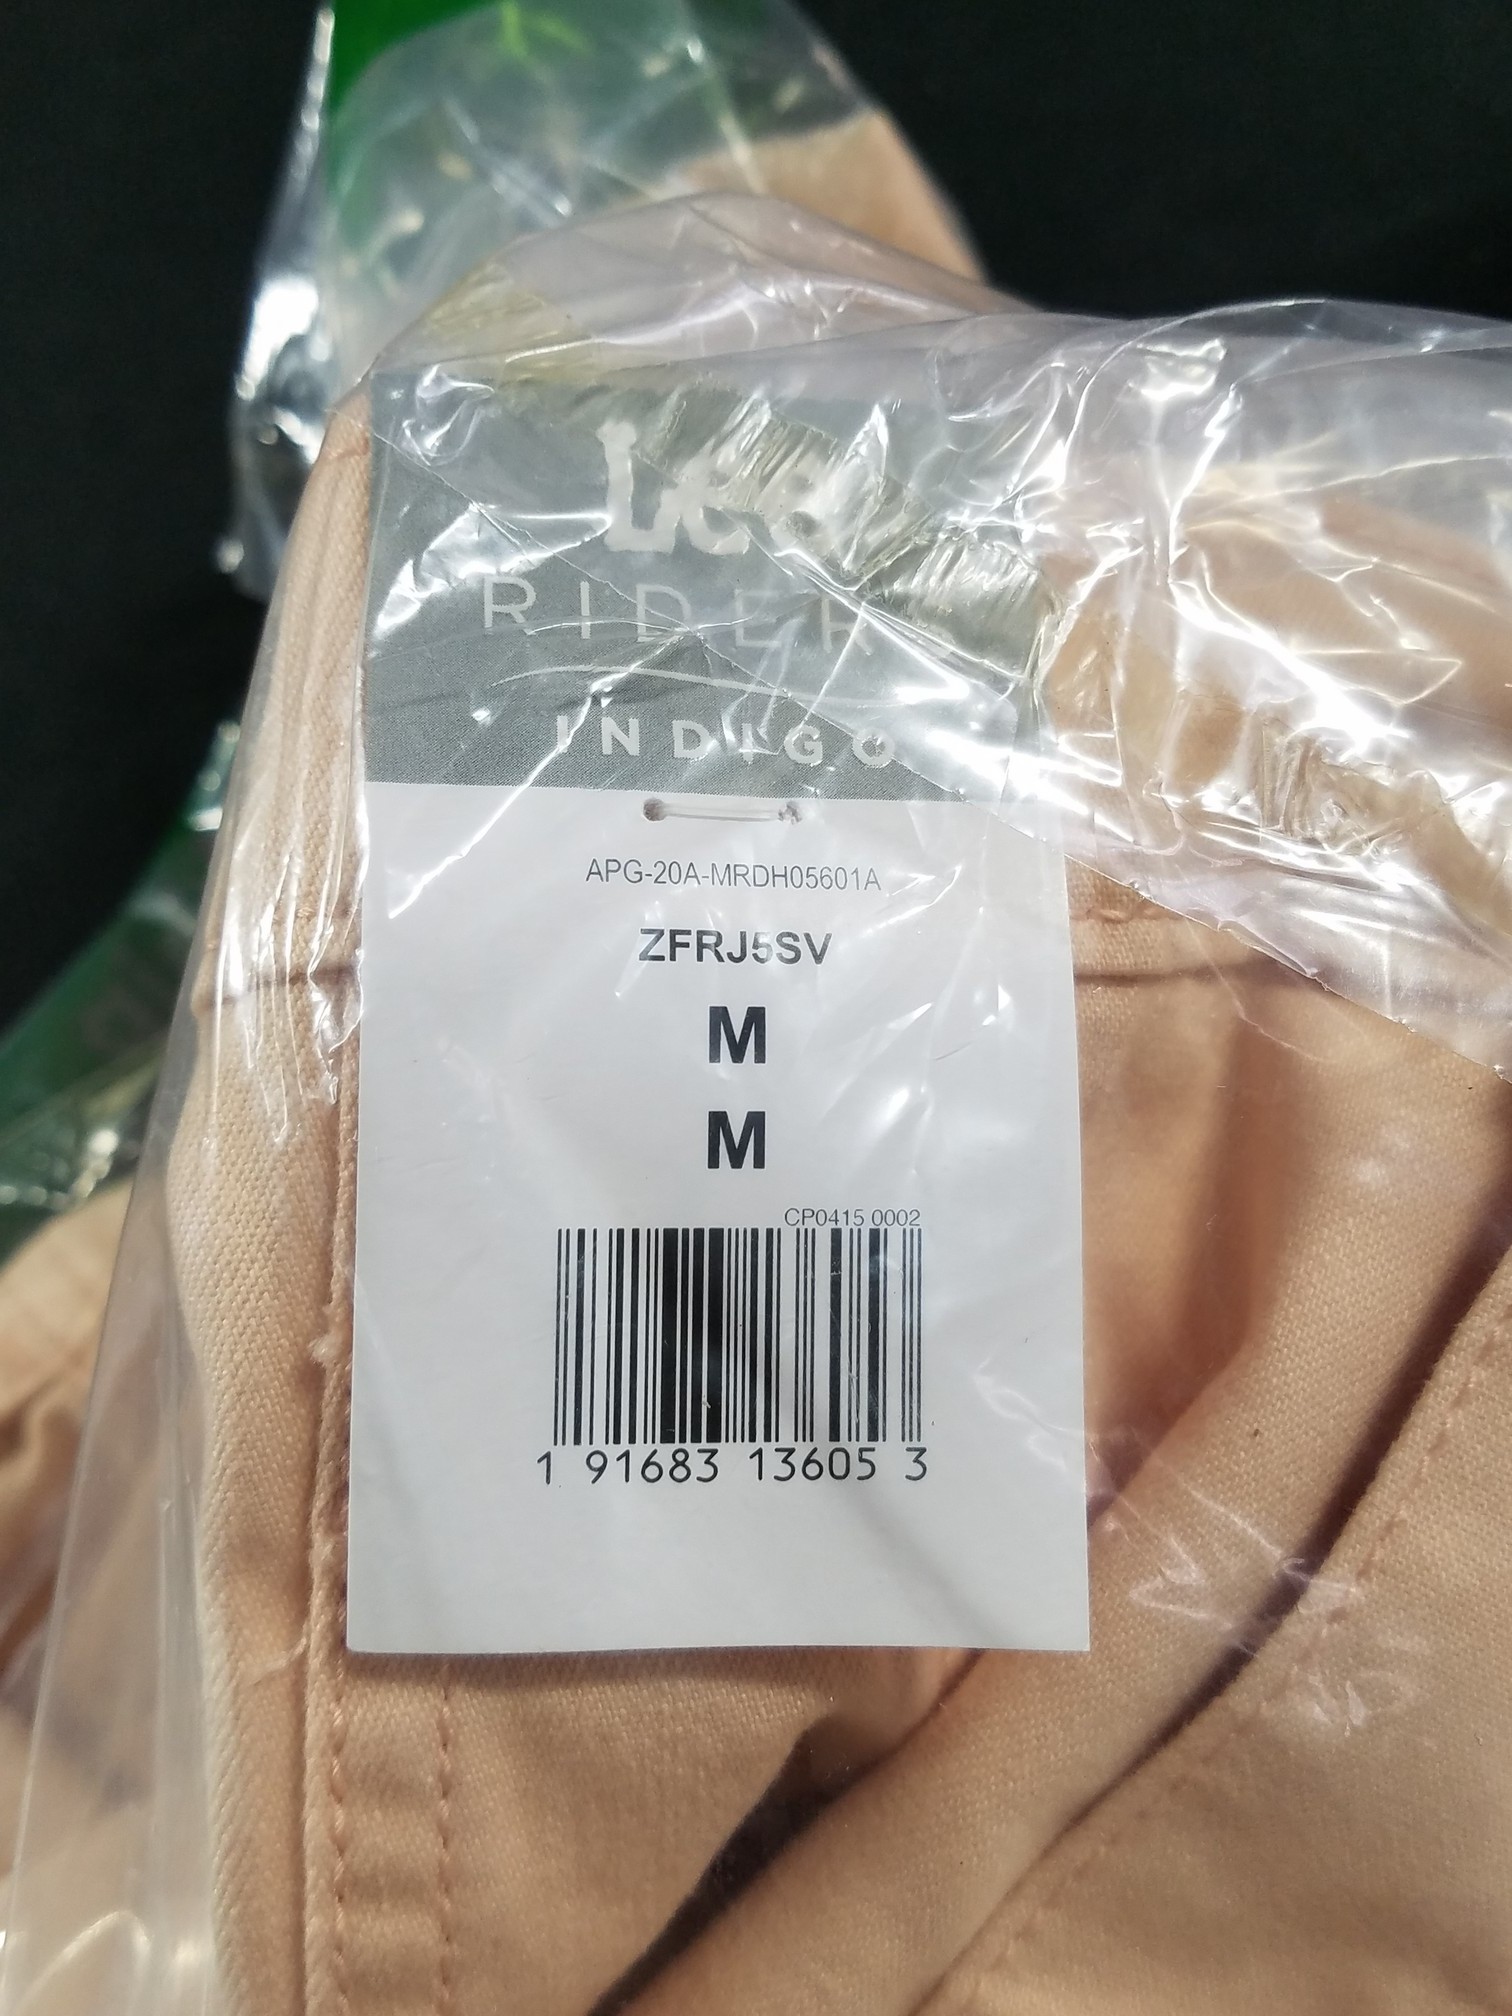 Lee
RIDERS
INDIGO
APG-20A-MRDH05601A
ZFRJ5SV
M
M
CP0415 0002
1 91683 13605 3